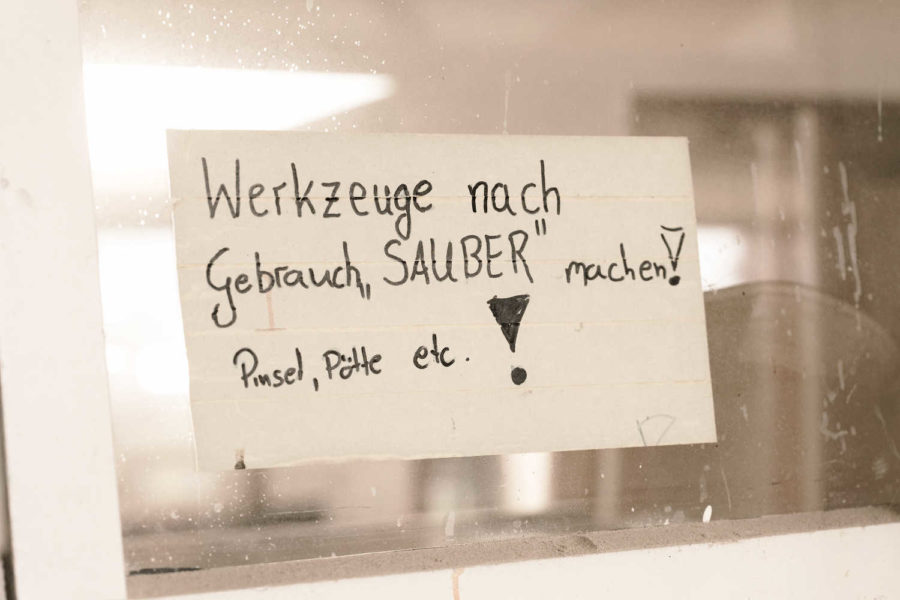 Werkzeuge nach
Gebrauch „SAUBER" machen!
Pinsel, Pötte etc. !